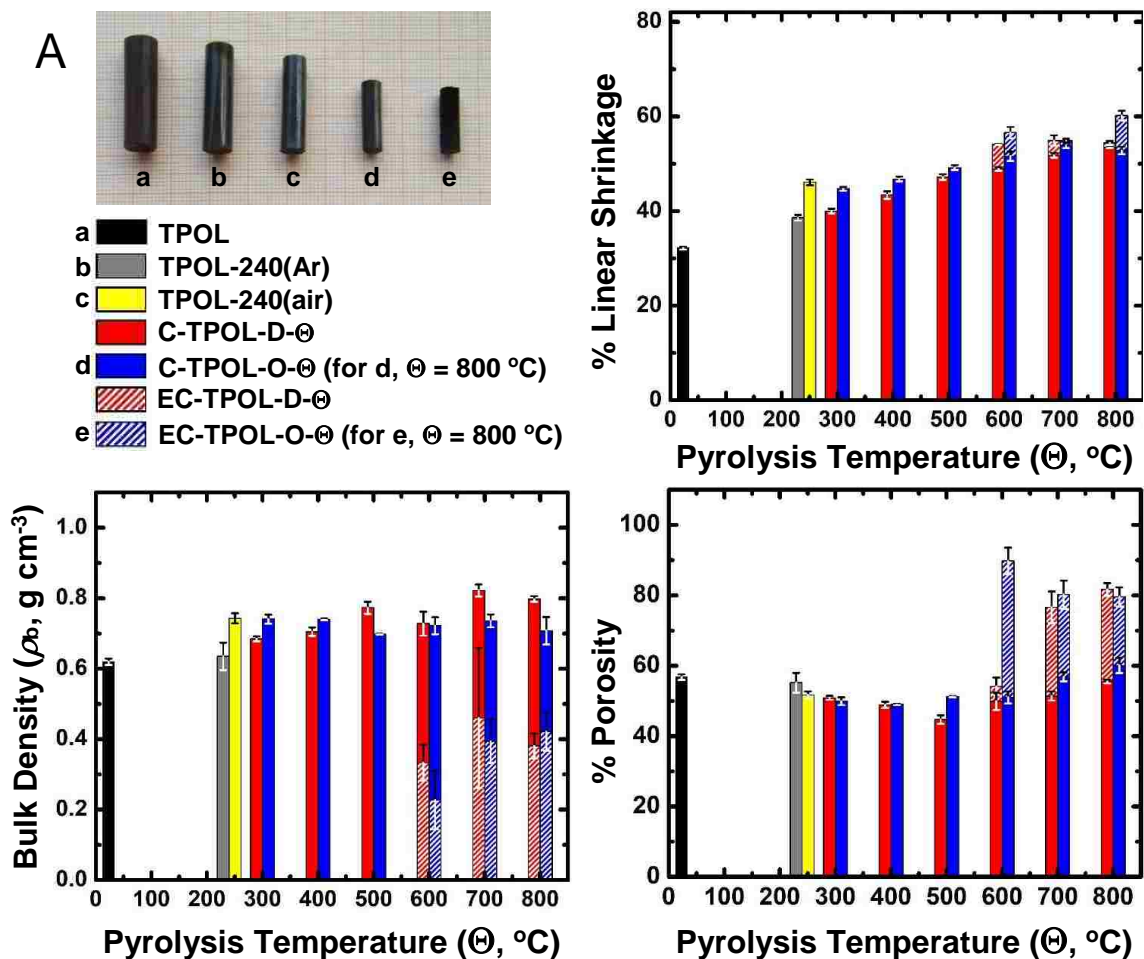 A
a b c d e
a TPOL
b TPOL-240(Ar)
c TPOL-240(air)
C-TPOL-D-Θ
d C-TPOL-O-Θ (for d, Θ = 800 ºC)
EC-TPOL-D-Θ
e EC-TPOL-O-Θ (for e, Θ = 800 ºC)
% Linear Shrinkage
80
60
40
20
0
0 100 200 300 400 500 600 700 800
Pyrolysis Temperature (Θ, ºC)
Bulk Density (ρb, g cm-3)
1.0
0.8
0.6
0.4
0.2
0.0
0 100 200 300 400 500 600 700 800
Pyrolysis Temperature (Θ, ºC)
% Porosity
100
80
60
40
20
0
0 100 200 300 400 500 600 700 800
Pyrolysis Temperature (Θ, ºC)